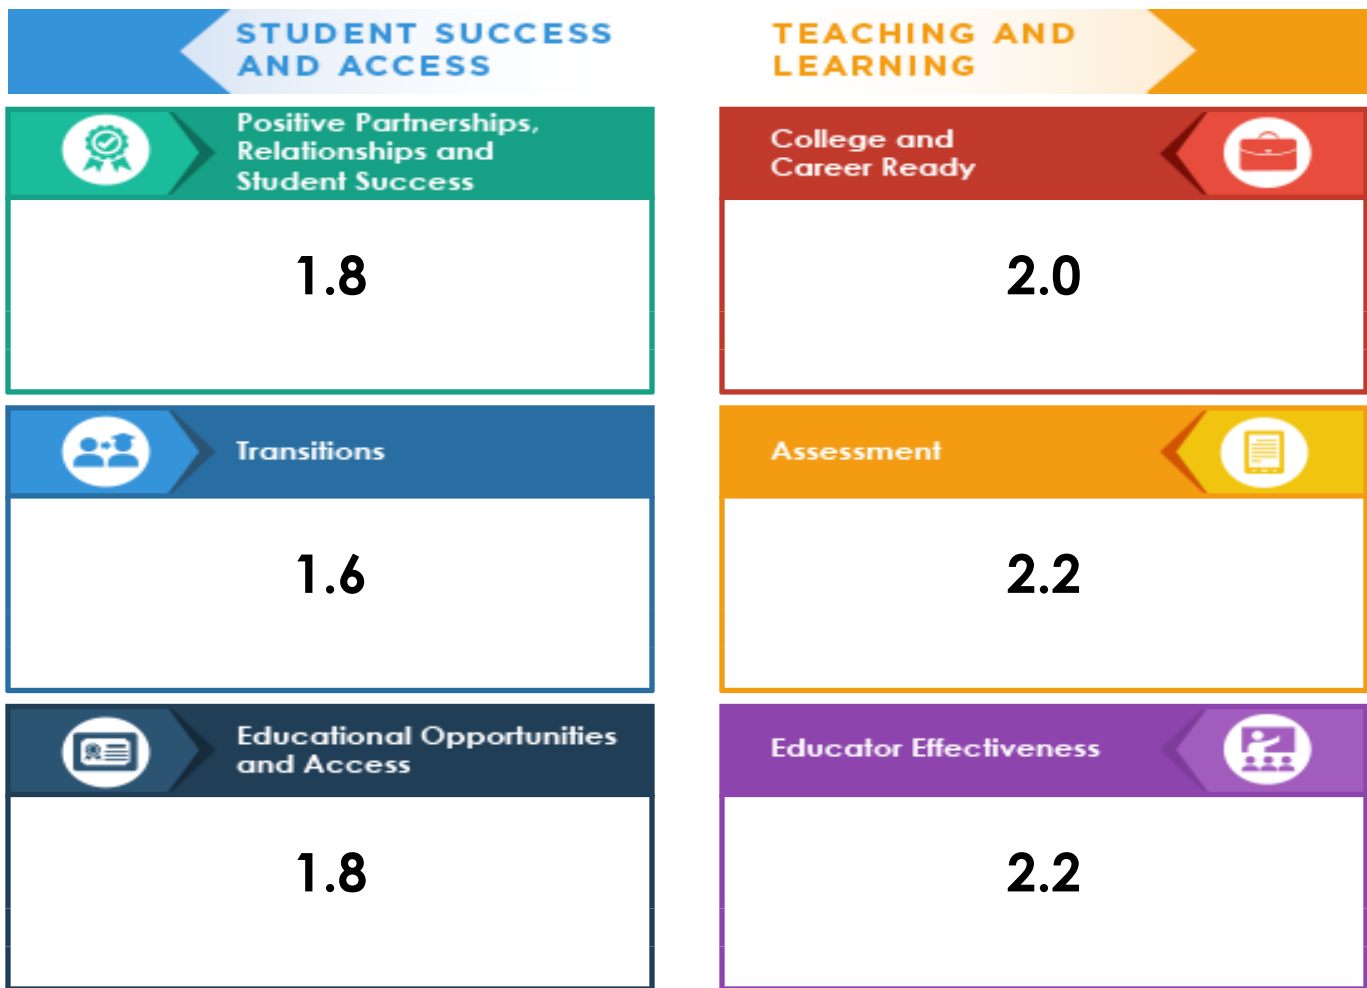 STUDENT SUCCESS
AND ACCESS
Positive Partnerships,
Relationships and
Student Success
1.8
Transitions
1.6
Educational Opportunities
and Access
1.8
TEACHING AND
LEARNING
College and
Career Ready
2.0
Assessment
2.2
Educator Effectiveness
2.2